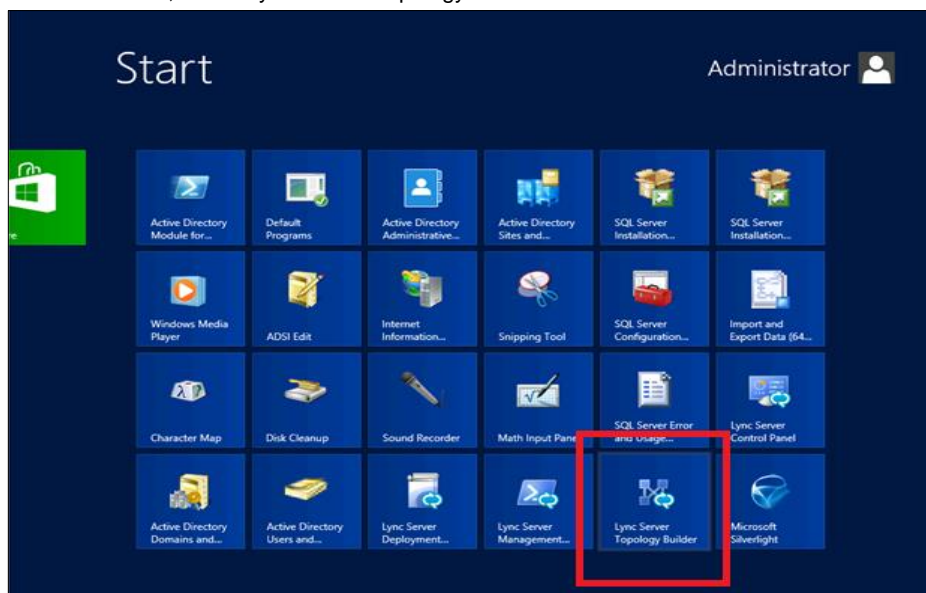 Start
Administrator
re
Active Directory
Module for...
Default
Programs
Active Directory
Administrative...
Active Directory
Sites and...
SQL Server
Installation...
SQL Server
Installation...
Windows Media
Player
ADSI Edit
Internet
Information...
Snipping Tool
SQL Server
Configuration...
Import and
Export Data (64...
Character Map
Disk Cleanup
Sound Recorder
Math Input Pane
SQL Server Error
and Usage...
Lync Server
Control Panel
Active Directory
Domains and...
Active Directory
Users and...
Lync Server
Deployment...
Lync Server
Management...
Lync Server
Topology Builder
Microsoft
Silverlight